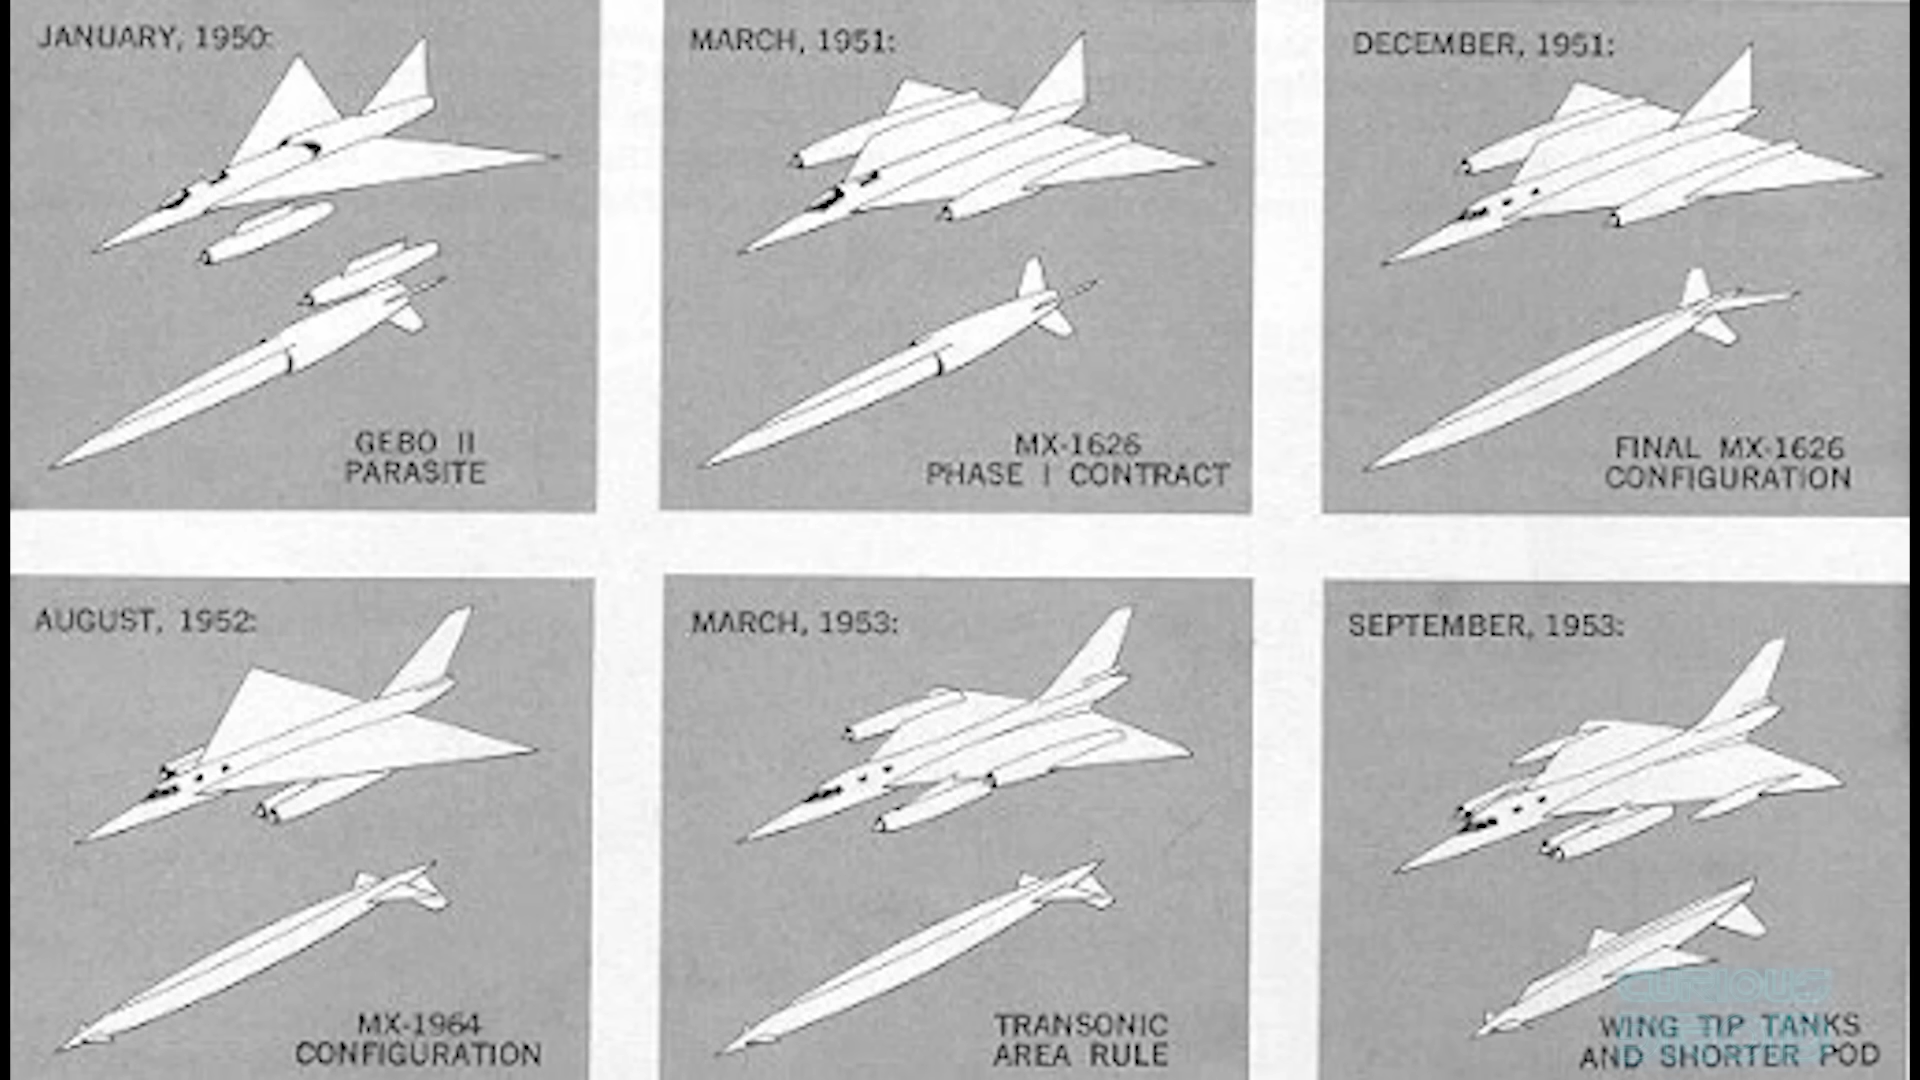 JANUARY, 1950:
GEBO II
PARASITE
MARCH, 1951:
MX-1626
PHASE I CONTRACT
DECEMBER, 1951:
FINAL MX-1626
CONFIGURATION
AUGUST, 1952:
MX-1964
CONFIGURATION
MARCH, 1953:
TRANSONIC
AREA RULE
SEPTEMBER, 1953:
CURIOUS
WING TIP TANKS
AND SHORTER POD